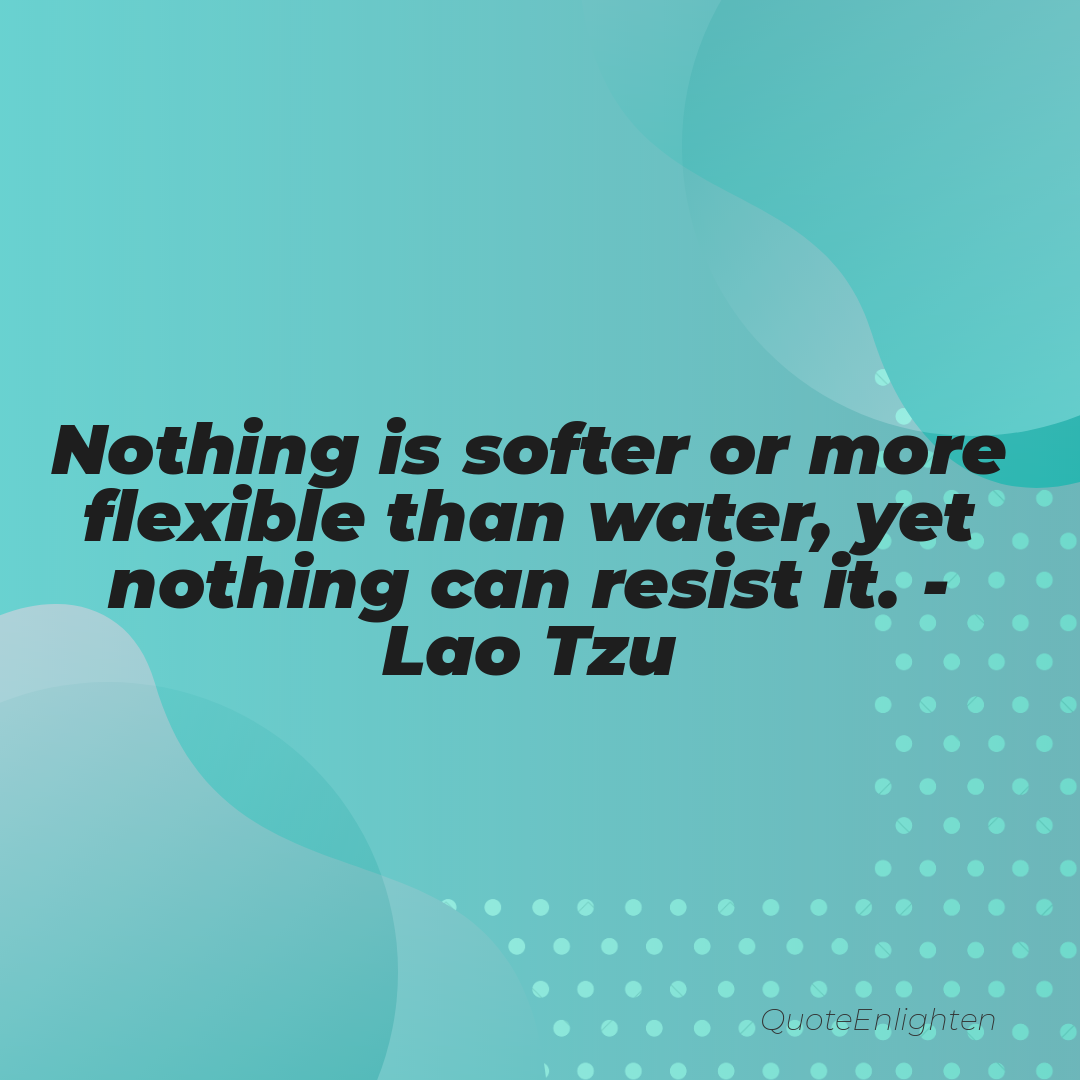 Nothing is softer or more
flexible than water, yet
nothing can resist it. -
Lao Tzu
QuoteEnlighten